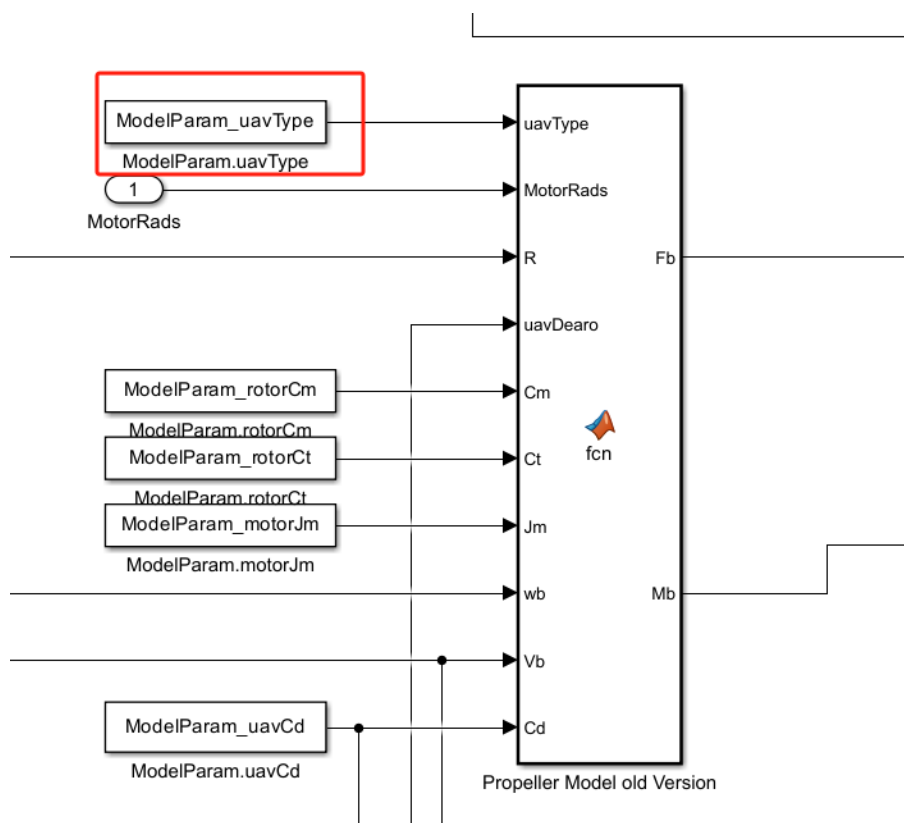 ModelParam_uavType
ModelParam.uavType
1
MotorRads
ModelParam_rotorCm
ModelParam.rotorCm
ModelParam_rotorCt
ModelParam.rotorCt
ModelParam_motorJm
ModelParam.motorJm
ModelParam_uavCd
ModelParam.uavCd
uavType
MotorRads
R
uavDearo
Cm
Ct
Jm
wb
Vb
Cd
fcn
Fb
Mb
Propeller Model old Version